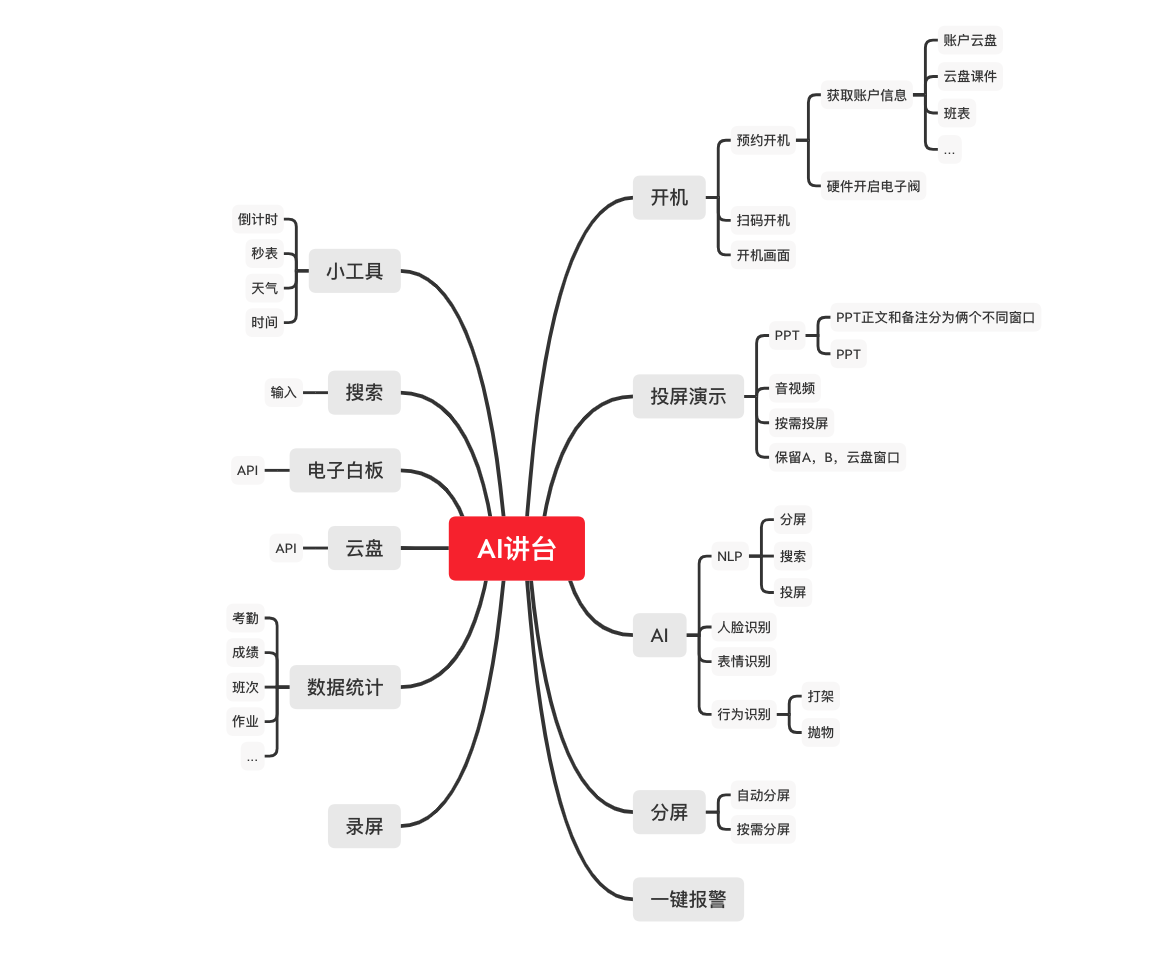 AI讲台
开机
预约开机
获取账户信息
账户云盘
云盘课件
班表
...
硬件开启电子阀
扫码开机
开机画面
投屏演示
PPT
PPT正文和备注分为俩个不同窗口
PPT
音视频
按需投屏
保留A，B，云盘窗口
AI
NLP
分屏
搜索
投屏
人脸识别
表情识别
行为识别
打架
抛物
分屏
自动分屏
按需分屏
一键报警
小工具
倒计时
秒表
天气
时间
搜索
输入
电子白板
API
云盘
API
数据统计
考勤
成绩
班次
作业
...
录屏